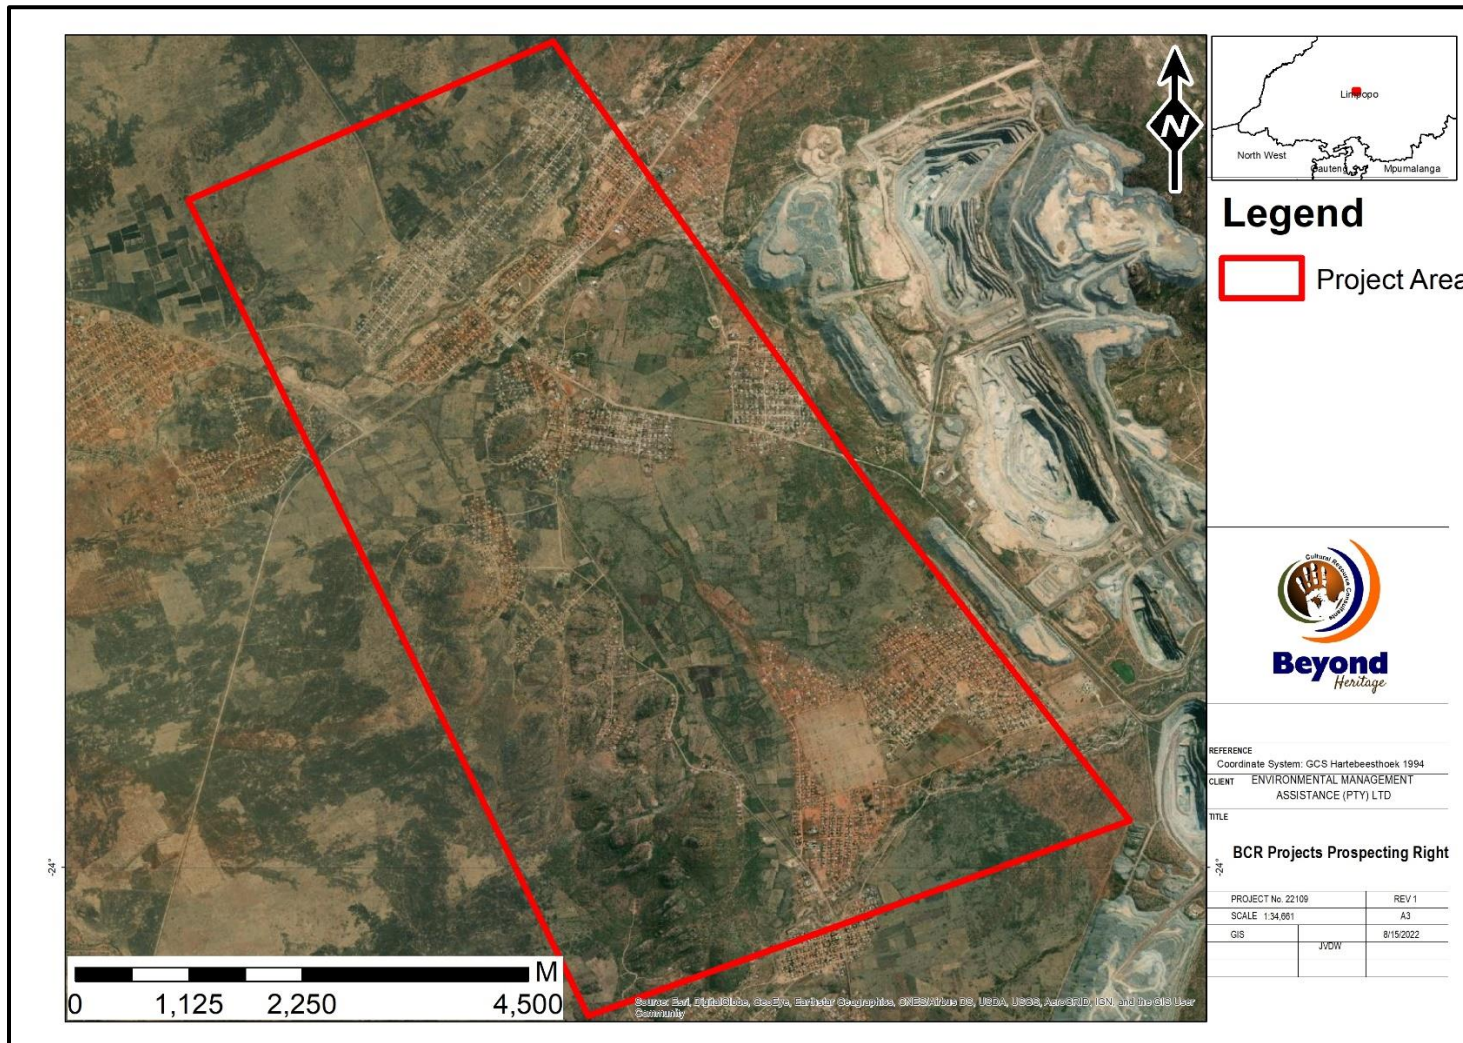 N
Limpopo
North West
Gauteng
Mpumalanga
Legend
Project Area
Cultural Resource Consultants
Beyond
Heritage
REFERENCE
Coordinate System: GCS Hartebeesthoek 1994
CLIENT ENVIRONMENTAL MANAGEMENT
ASSISTANCE (PTY) LTD
TITLE
BCR Projects Prospecting Right
PROJECT No. 22109 REV 1
SCALE 1:34,661 A3
GIS JVDW 8/15/2022
-24°
-24°
M
0 1,125 2,250 4,500
Source: Esri, DigitalGlobe, GeoEye, Earthstar Geographics, CNES/Airbus DS, USDA, USGS, AeroGRID, IGN, and the GIS User
Community